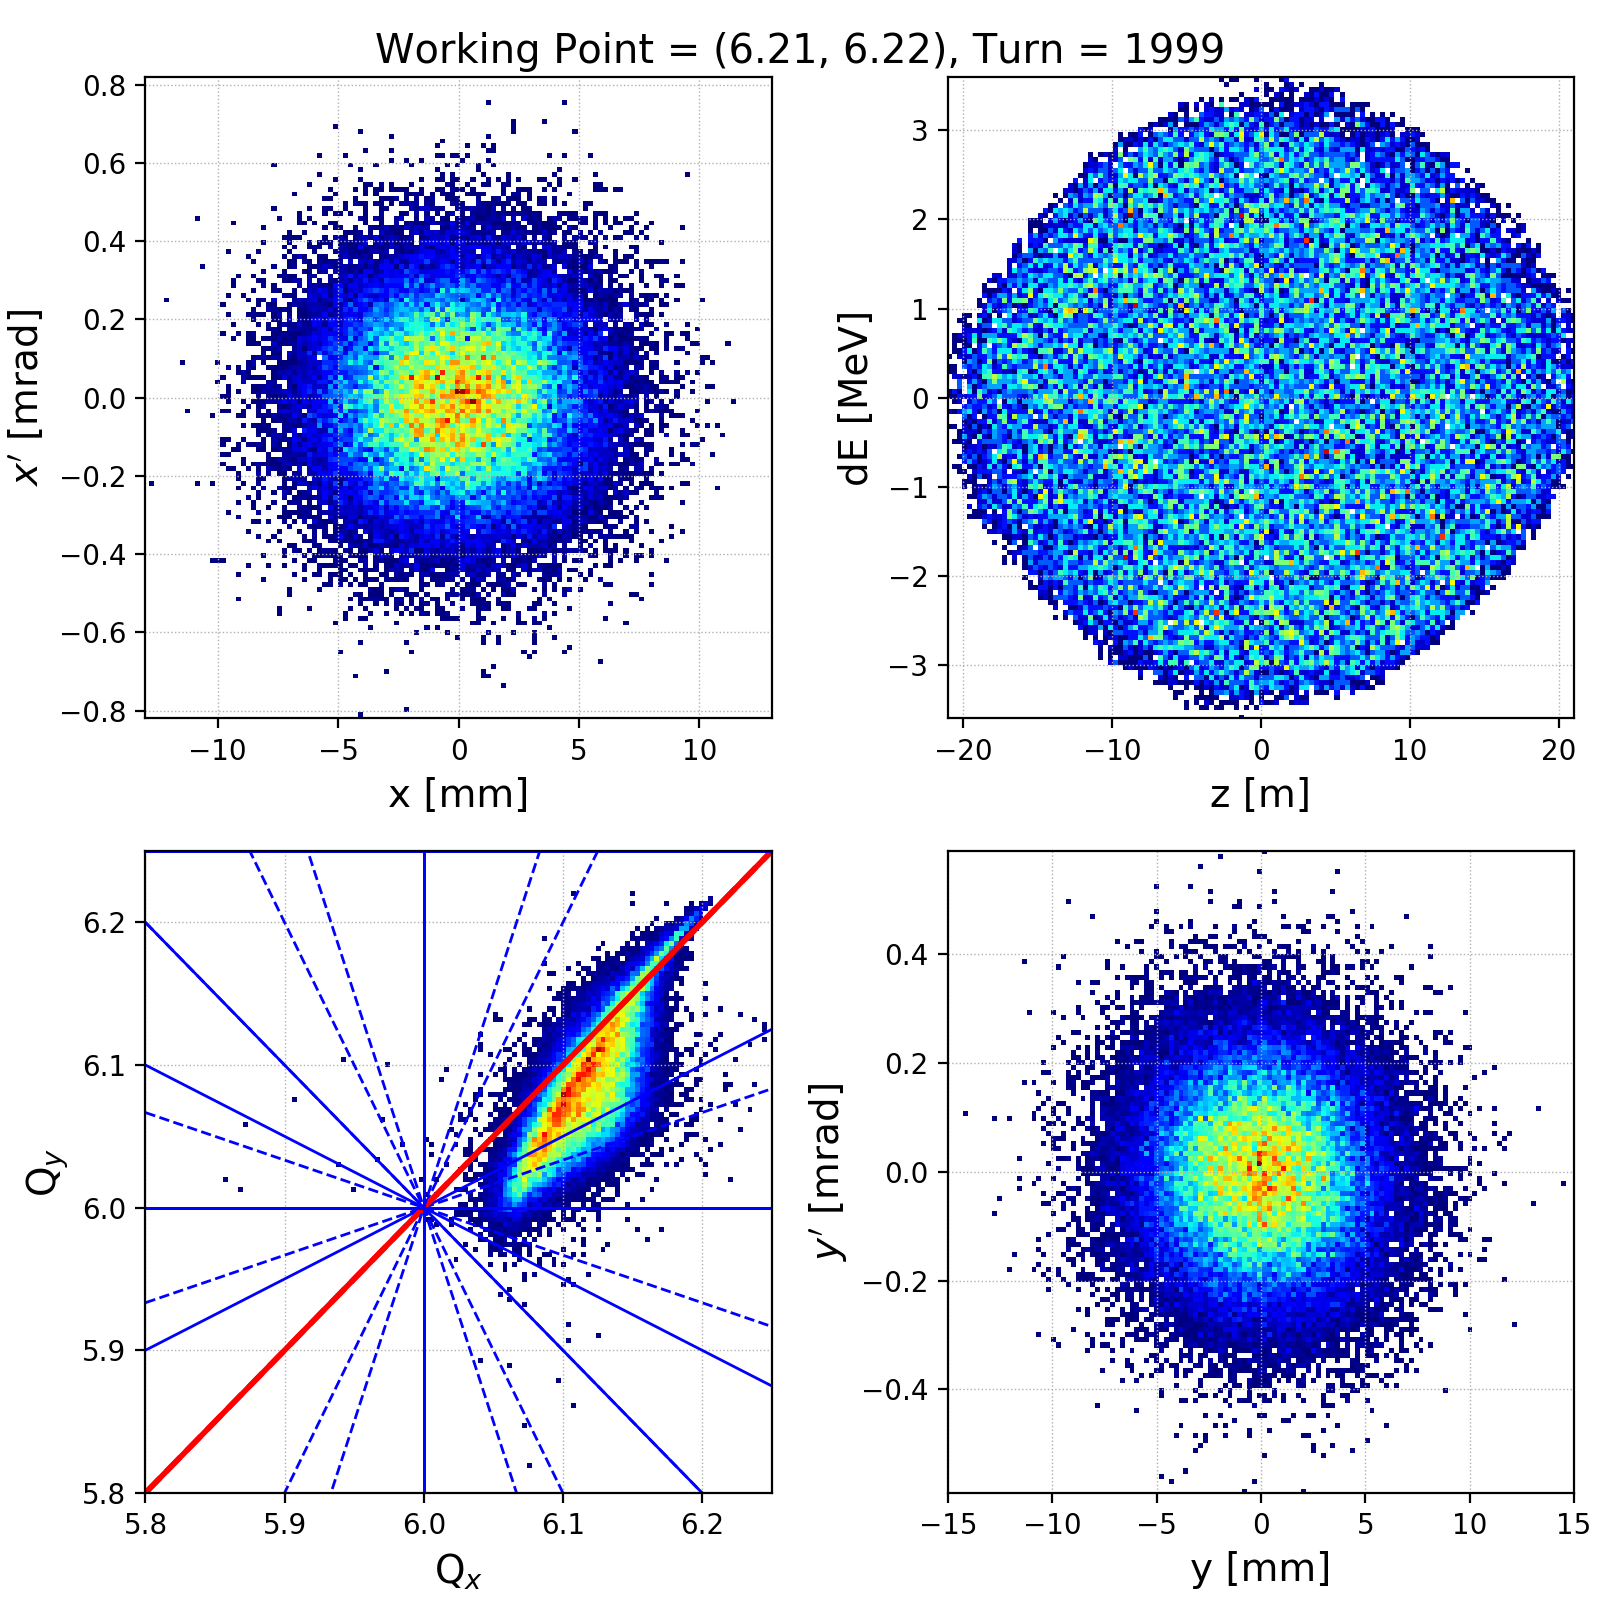 Working Point = (6.21, 6.22), Turn = 1999
0.8
0.6
0.4
0.2
0.0
−0.2
−0.4
−0.6
−0.8
x′ [mrad]
−10 −5 0 5 10
x [mm]
3
2
1
0
−1
−2
−3
dE [MeV]
−20 −10 0 10 20
z [m]
6.2
6.1
6.0
5.9
5.8
Qy
5.8 5.9 6.0 6.1 6.2
Qx
0.4
0.2
0.0
−0.2
−0.4
y′ [mrad]
−15 −10 −5 0 5 10 15
y [mm]